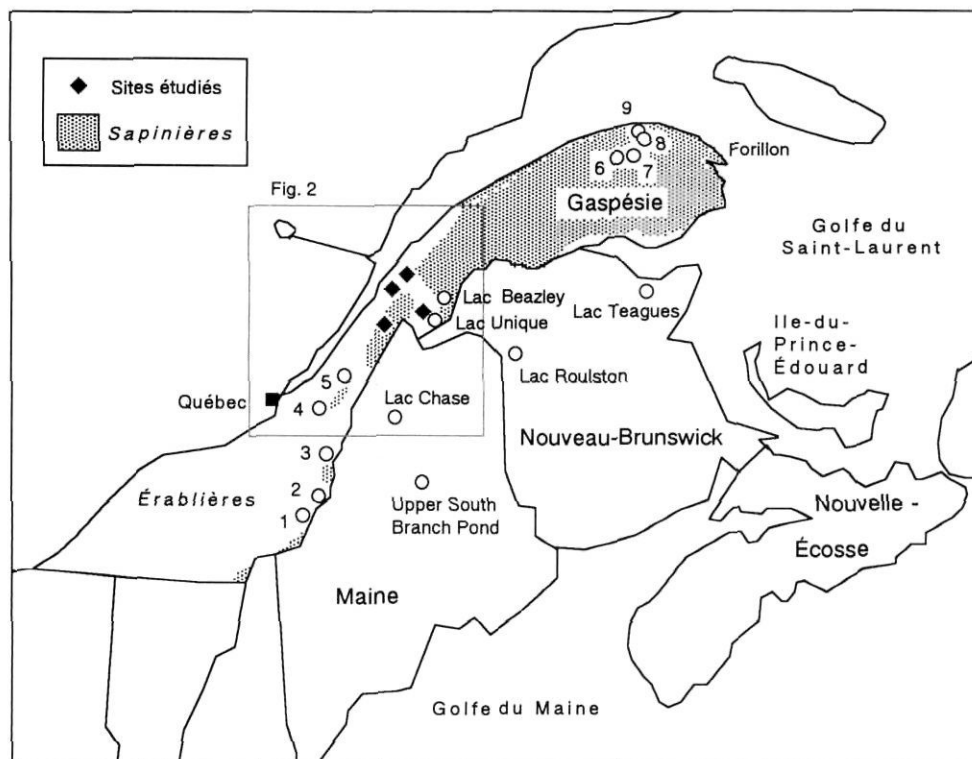 Sites étudiés
Sapinières
Fig. 2
9
8
6
7
Forillon
Gaspésie
Golfe du
Saint-Laurent
Lac Beazley
Lac Unique
Lac Teagues
Ile-du-
Prince-
Édouard
Lac Roulston
5
Québec
4
Lac Chase
Nouveau-Brunswick
3
Érablières
2
1
Upper South
Branch Pond
Nouvelle -
Écosse
Maine
Golfe du Maine